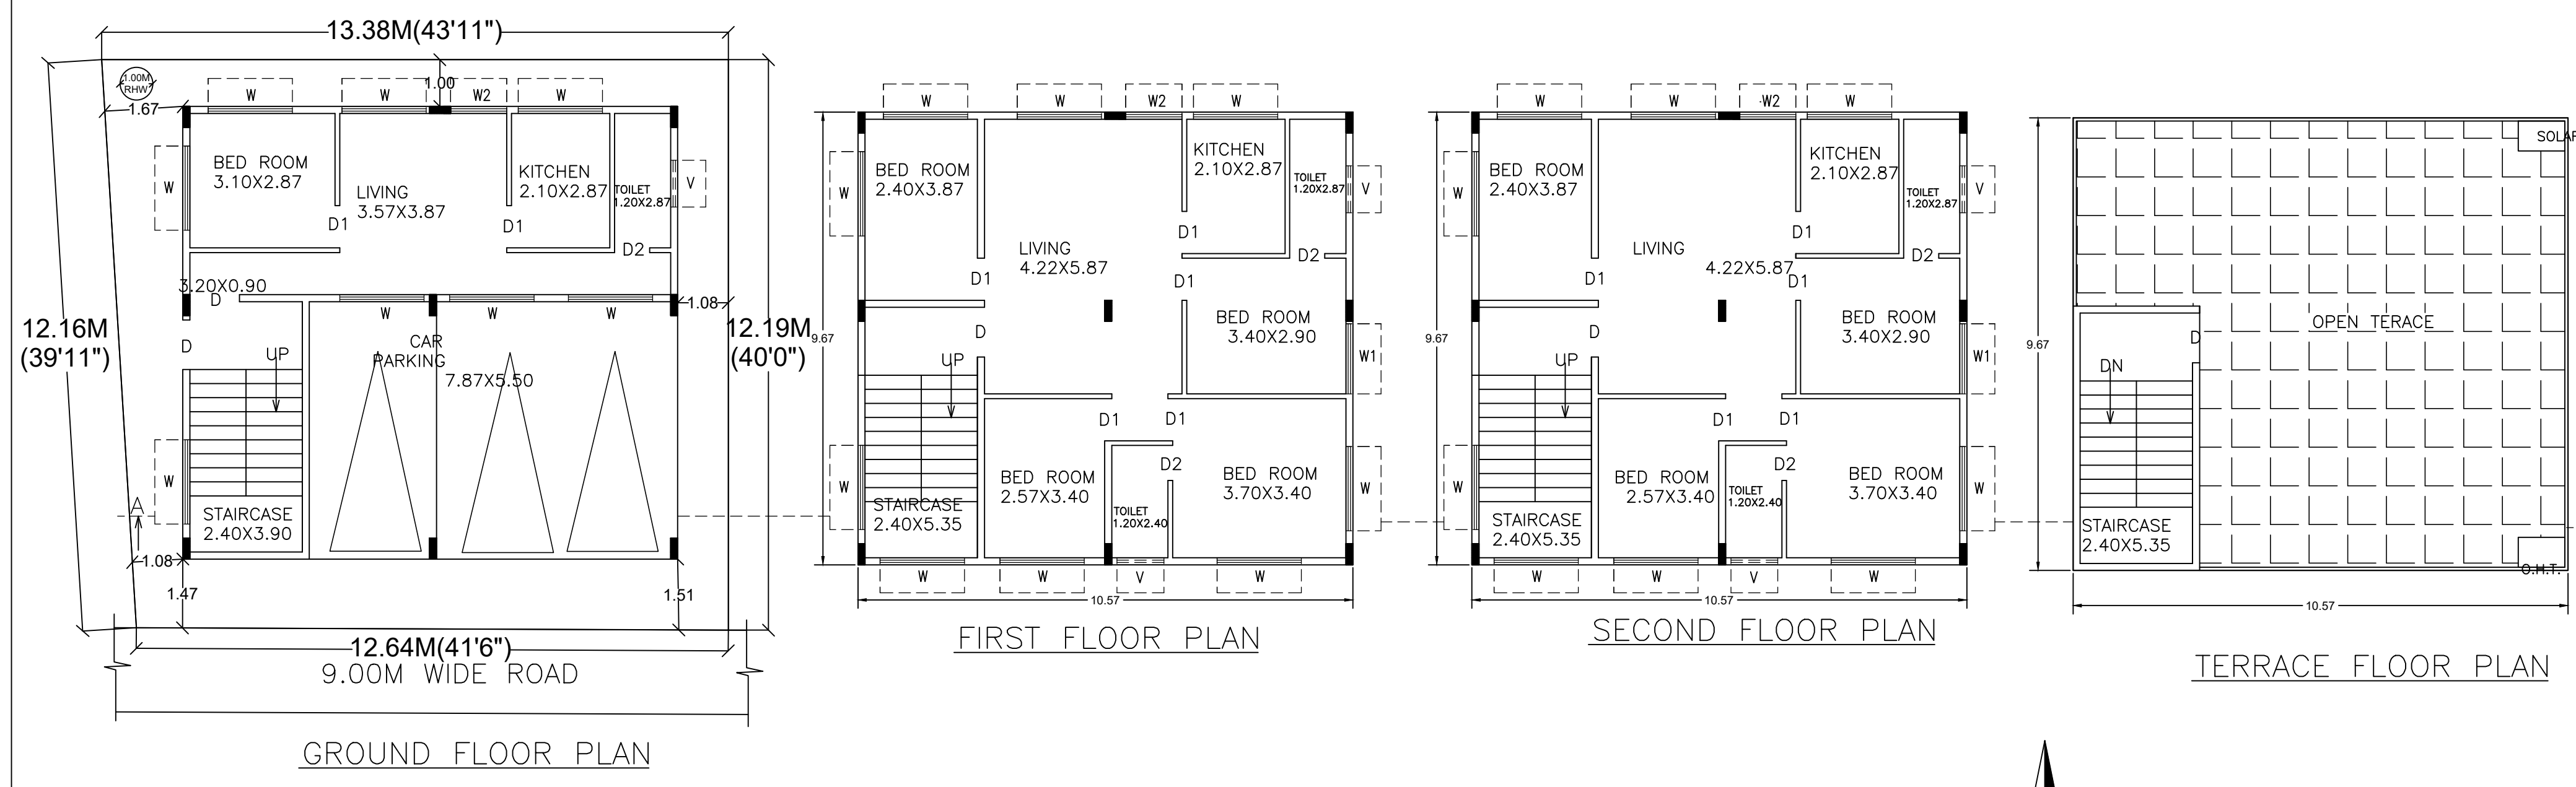 13.38M(43'11")
1.00M
RHW
1.67
1.00
W
W
W2
W
W
BED ROOM
3.10X2.87
LIVING
3.57X3.87
KITCHEN
2.10X2.87
TOILET
1.20X2.87
V
D1
D1
D2
3.20X0.90
D
W
W
W
1.08
12.16M
(39'11")
12.19M
(40'0")
D
UP
CAR
PARKING
7.87X5.50
W
A
STAIRCASE
2.40X3.90
1.08
1.47
1.51
12.64M(41'6")
9.00M WIDE ROAD
GROUND FLOOR PLAN
W
W
W2
W
W
BED ROOM
2.40X3.87
KITCHEN
2.10X2.87
TOILET
1.20X2.87
V
LIVING
4.22X5.87
D1
D1
D2
D1
9.67
D
BED ROOM
3.40X2.90
W1
UP
D1
D1
D2
BED ROOM
2.57X3.40
BED ROOM
3.70X3.40
W
W
STAIRCASE
2.40X5.35
TOILET
1.20X2.40
W
W
V
W
10.57
FIRST FLOOR PLAN
W
W
W2
W
W
BED ROOM
2.40X3.87
KITCHEN
2.10X2.87
TOILET
1.20X2.87
V
LIVING
4.22X5.87
D1
D1
D2
D1
9.67
D
BED ROOM
3.40X2.90
W1
UP
D1
D1
D2
BED ROOM
2.57X3.40
BED ROOM
3.70X3.40
W
W
STAIRCASE
2.40X5.35
TOILET
1.20X2.40
W
W
V
W
10.57
SECOND FLOOR PLAN
SOLAR
OPEN TERACE
9.67
D
DN
STAIRCASE
2.40X5.35
O.H.T.
10.57
TERRACE FLOOR PLAN